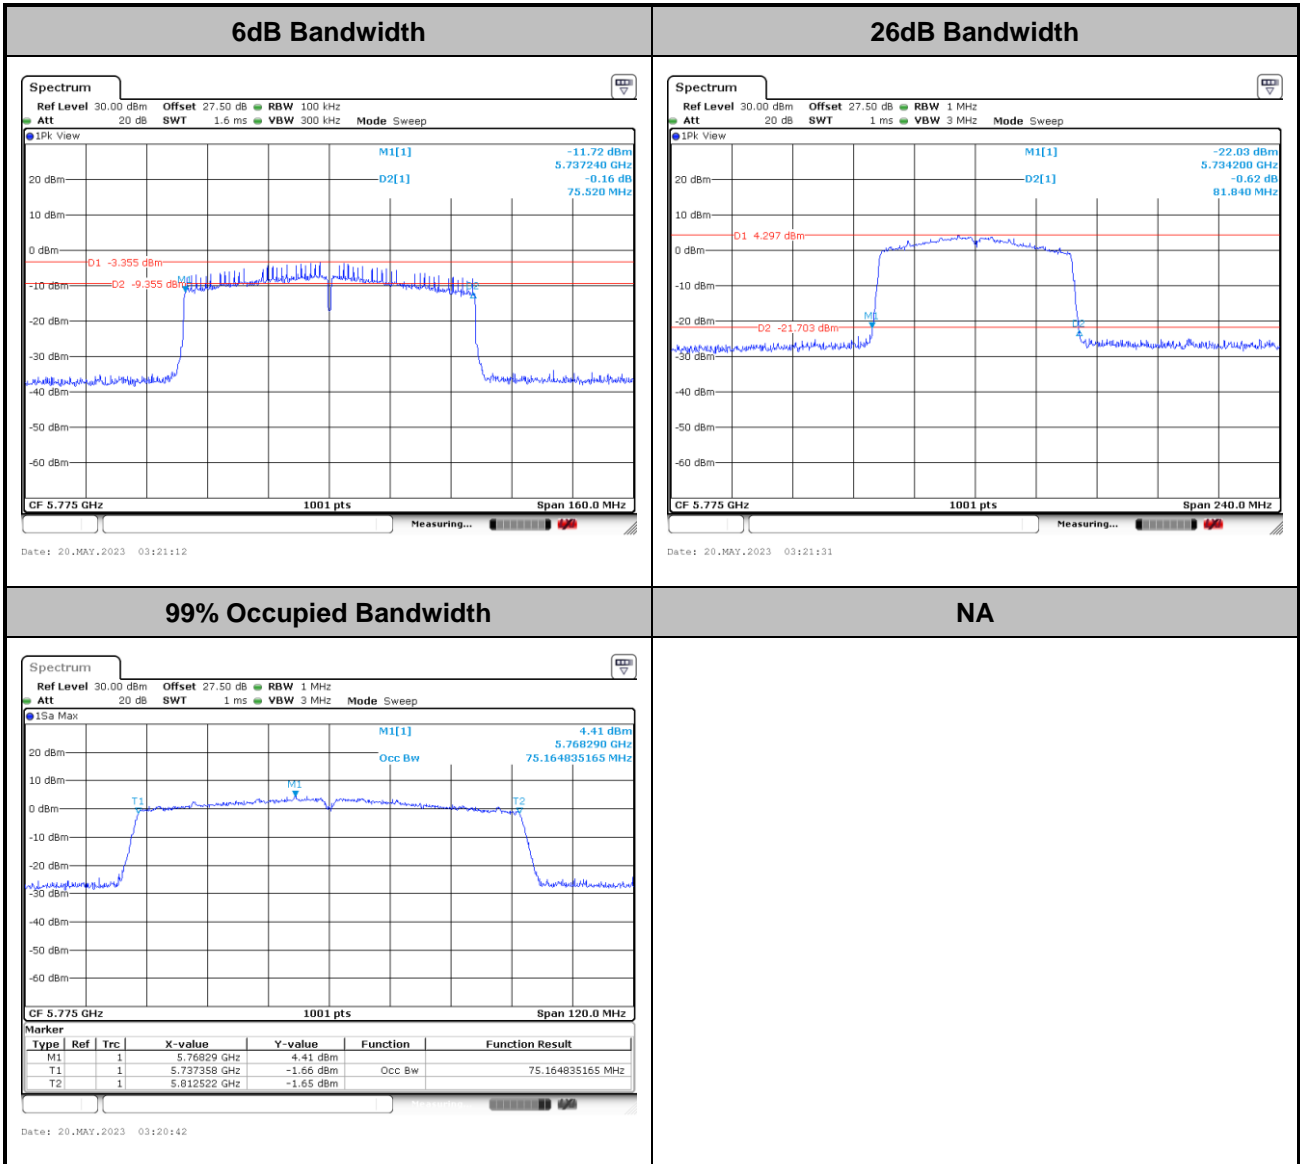 6dB Bandwidth
26dB Bandwidth
Spectrum
Ref Level 30.00 dBm Offset 27.50 dB RBW 100 kHz
Att 20 dB SWT 1.6 ms VBW 300 kHz Mode Sweep
1Pk View
M1[1] -11.72 dBm
5.737240 GHz
D2[1] -0.16 dB
75.520 MHz
20 dBm
10 dBm
0 dBm
D1 -3.355 dBm
M1
-10 dBm
D2 -9.355 dBm
D2
-20 dBm
-30 dBm
-40 dBm
-50 dBm
-60 dBm
CF 5.775 GHz 1001 pts Span 160.0 MHz
Measuring...
Date: 20.MAY.2023 03:21:12
Spectrum
Ref Level 30.00 dBm Offset 27.50 dB RBW 1 MHz
Att 20 dB SWT 1 ms VBW 3 MHz Mode Sweep
1Pk View
M1[1] -22.03 dBm
5.734200 GHz
D2[1] -0.62 dB
81.840 MHz
20 dBm
10 dBm
D1 4.297 dBm
0 dBm
-10 dBm
-20 dBm
M1
D2
D2 -21.703 dBm
-30 dBm
-40 dBm
-50 dBm
-60 dBm
CF 5.775 GHz 1001 pts Span 240.0 MHz
Measuring...
Date: 20.MAY.2023 03:21:31
99% Occupied Bandwidth
NA
Spectrum
Ref Level 30.00 dBm Offset 27.50 dB RBW 1 MHz
Att 20 dB SWT 1 ms VBW 3 MHz Mode Sweep
1Sa Max
M1[1] 4.41 dBm
5.768290 GHz
Occ Bw 75.164835165 MHz
20 dBm
10 dBm
M1
T1
T2
0 dBm
-10 dBm
-20 dBm
-30 dBm
-40 dBm
-50 dBm
-60 dBm
CF 5.775 GHz 1001 pts Span 120.0 MHz
Marker
Type Ref Trc X-value Y-value Function Function Result
M1 1 5.76829 GHz 4.41 dBm
T1 1 5.737358 GHz -1.66 dBm Occ Bw 75.164835165 MHz
T2 1 5.812522 GHz -1.65 dBm
Measuring...
Date: 20.MAY.2023 03:20:42